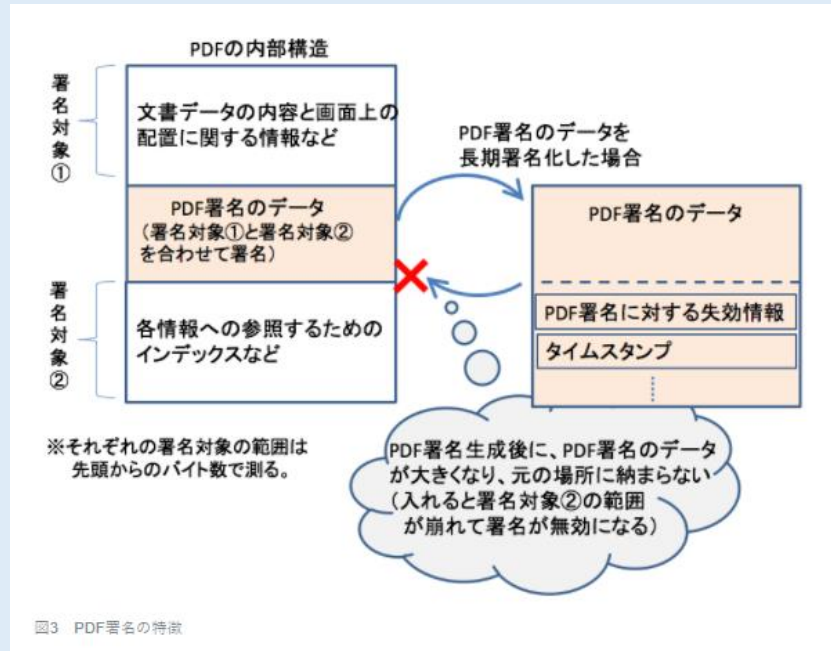 PDFの内部構造
署名対象①
文書データの内容と画面上の
配置に関する情報など
PDF署名のデータ
（署名対象①と署名対象②
を合わせて署名）
署名対象②
各情報への参照するための
インデックスなど
※それぞれの署名対象の範囲は
先頭からのバイト数で測る。
PDF署名のデータを
長期署名化した場合
PDF署名のデータ
PDF署名に対する失効情報
タイムスタンプ
PDF署名生成後に、PDF署名のデータ
が大きくなり、元の場所に納まらない
（入れると署名対象②の範囲
が崩れて署名が無効になる）
図3 PDF署名の特徴